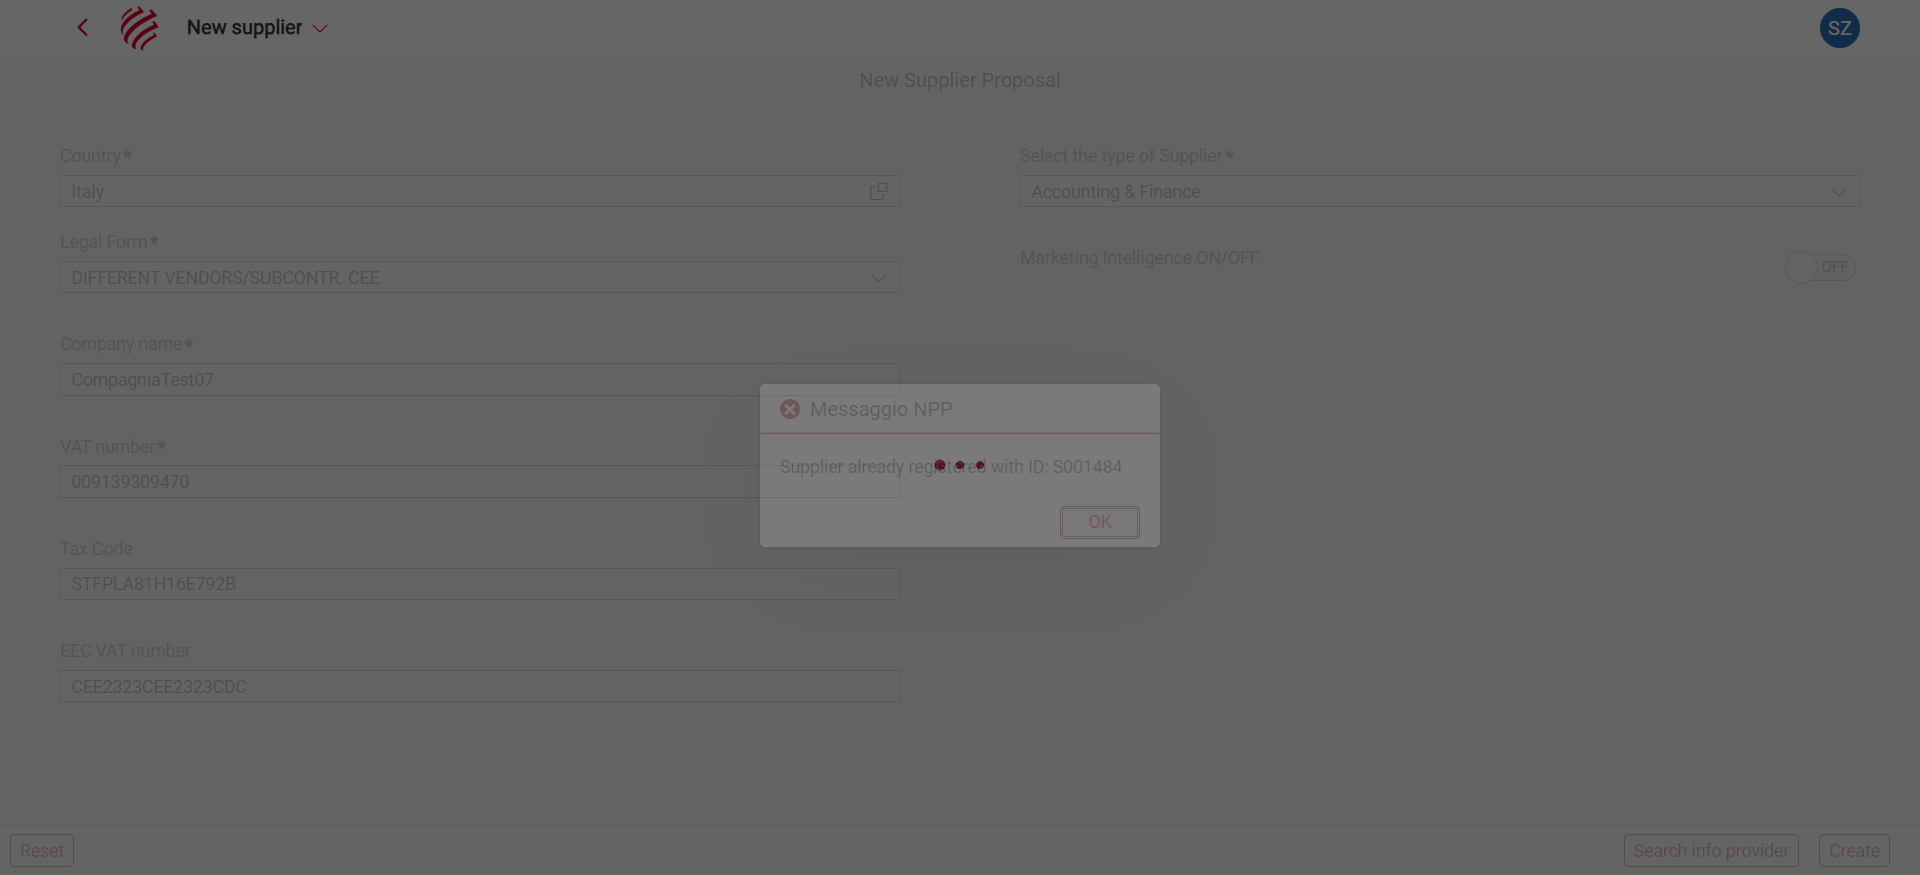 New supplier
SZ
New Supplier Proposal
Country*
Italy
Select the type of Supplier*
Accounting & Finance
Legal Form*
DIFFERENT VENDORS/SUBCONTR. CEE
Marketing Intelligence ON/OFF
OFF
Company name*
CompagniaTest07
VAT number*
009139309470
Tax Code
STFPLA81H16E792B
EEC VAT number
CEE2323CEE2323CDC
Messaggio NPP
Supplier already registered with ID: S001484
OK
Reset
Search info provider
Create